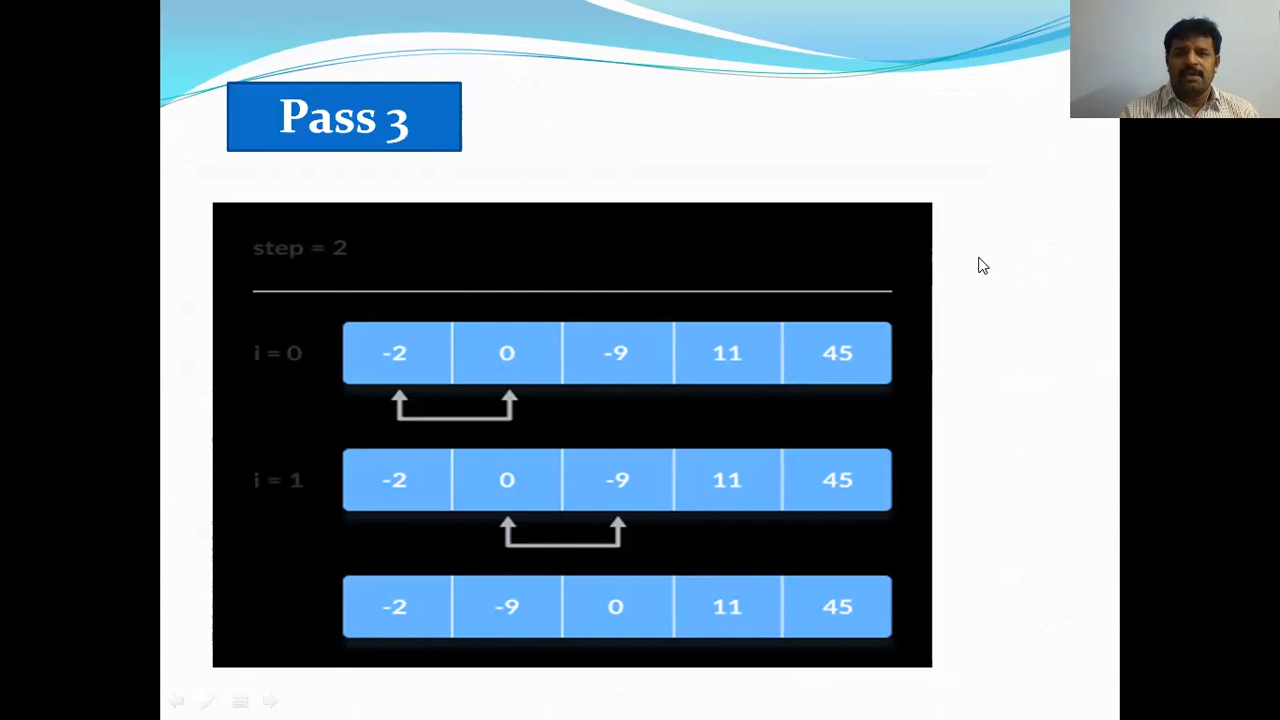 Pass 3
step = 2
i = 0 -2 0 -9 11 45
i = 1 -2 0 -9 11 45
-2 -9 0 11 45